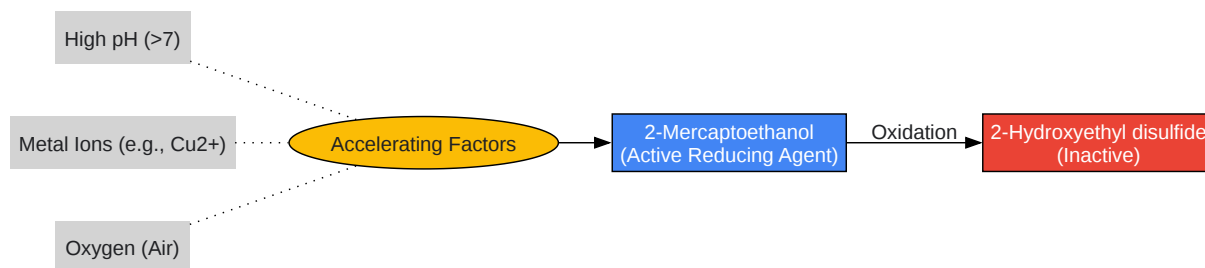 High pH (>7)
Metal Ions (e.g., Cu2+)
Oxygen (Air)
Accelerating Factors
2-Mercaptoethanol
(Active Reducing Agent)
Oxidation
2-Hydroxyethyl disulfide
(Inactive)